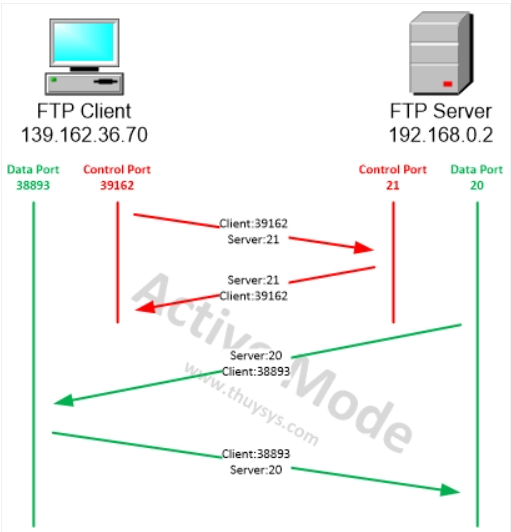 FTP Client
139.162.36.70
FTP Server
192.168.0.2
Data Port
38893
Control Port
39162
Control Port
21
Data Port
20
Client:39162
Server:21
Server:21
Client:39162
Server:20
Client:38893
Client:38893
Server:20
Active Mode
www.thuysys.com